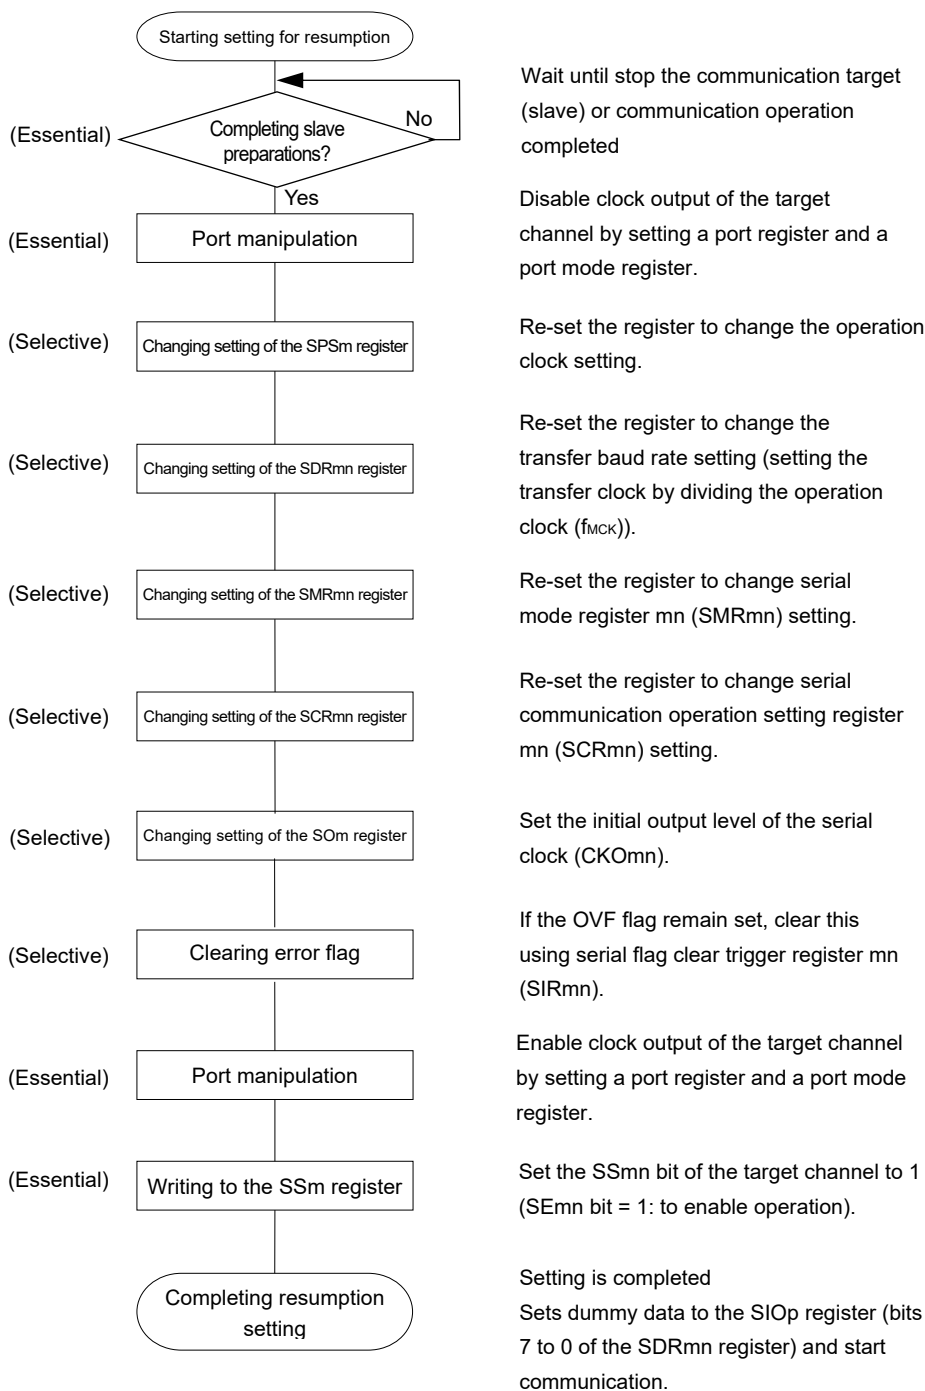 Starting setting for resumption
Wait until stop the communication target
(slave) or communication operation
completed
(Essential)
Completing slave
preparations?
No
Yes
(Essential)
Port manipulation
Disable clock output of the target
channel by setting a port register and a
port mode register.
(Selective)
Changing setting of the SPSm register
Re-set the register to change the operation
clock setting.
(Selective)
Changing setting of the SDRmn register
Re-set the register to change the
transfer baud rate setting (setting the
transfer clock by dividing the operation
clock (fMCK)).
(Selective)
Changing setting of the SMRmn register
Re-set the register to change serial
mode register mn (SMRmn) setting.
(Selective)
Changing setting of the SCRmn register
Re-set the register to change serial
communication operation setting register
mn (SCRmn) setting.
(Selective)
Changing setting of the SOm register
Set the initial output level of the serial
clock (CKOmn).
(Selective)
Clearing error flag
If the OVF flag remain set, clear this
using serial flag clear trigger register mn
(SIRmn).
(Essential)
Port manipulation
Enable clock output of the target channel
by setting a port register and a port mode
register.
(Essential)
Writing to the SSm register
Set the SSmn bit of the target channel to 1
(SEmn bit = 1: to enable operation).
Completing resumption
setting
Setting is completed
Sets dummy data to the SIOp register (bits
7 to 0 of the SDRmn register) and start
communication.